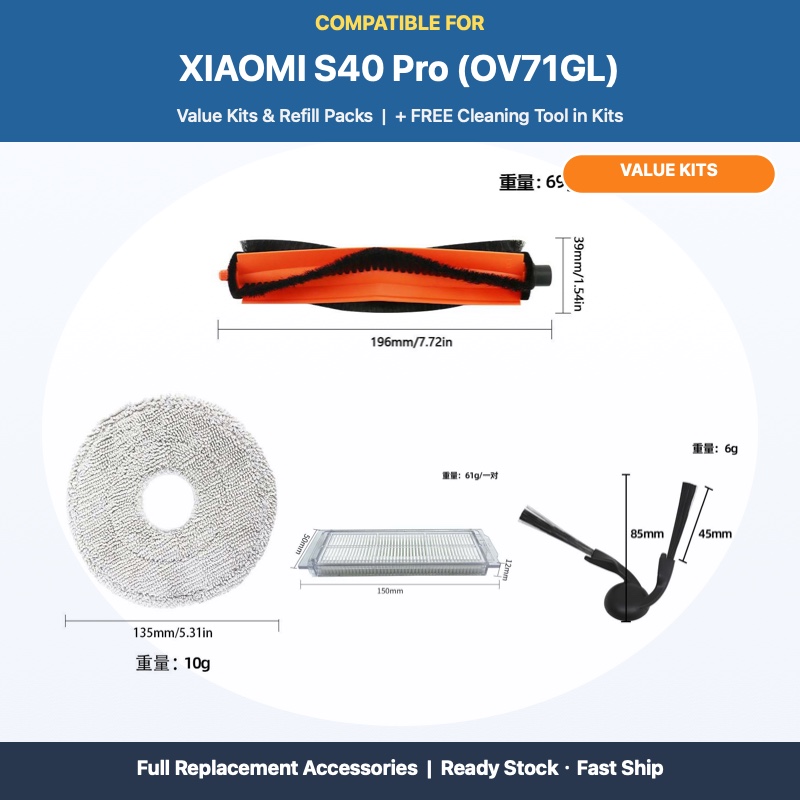 COMPATIBLE FOR
XIAOMI S40 Pro (OV71GL)
Value Kits & Refill Packs | + FREE Cleaning Tool in Kits
VALUE KITS
重量: 69
39mm/1.54in
196mm/7.72in
重量: 6g
重量: 61g/一对
85mm
45mm
50mm
12mm
150mm
135mm/5.31in
重量: 10g
Full Replacement Accessories | Ready Stock · Fast Ship